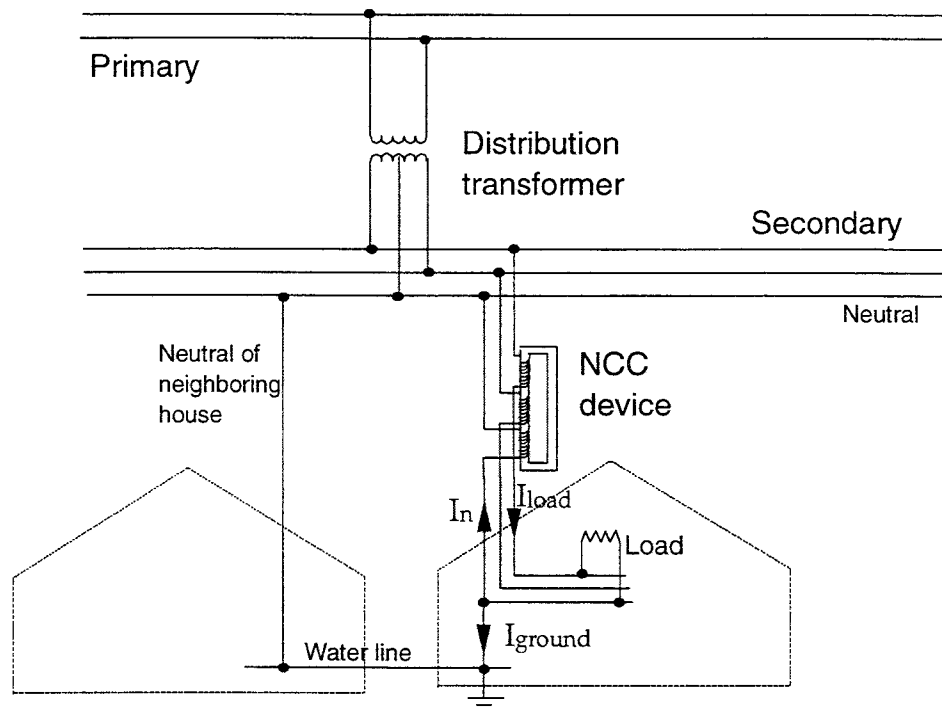 Primary
Distribution
transformer
Secondary
Neutral
Neutral of
neighboring
house
NCC
device
In
Iload
Load
Iground
Water line